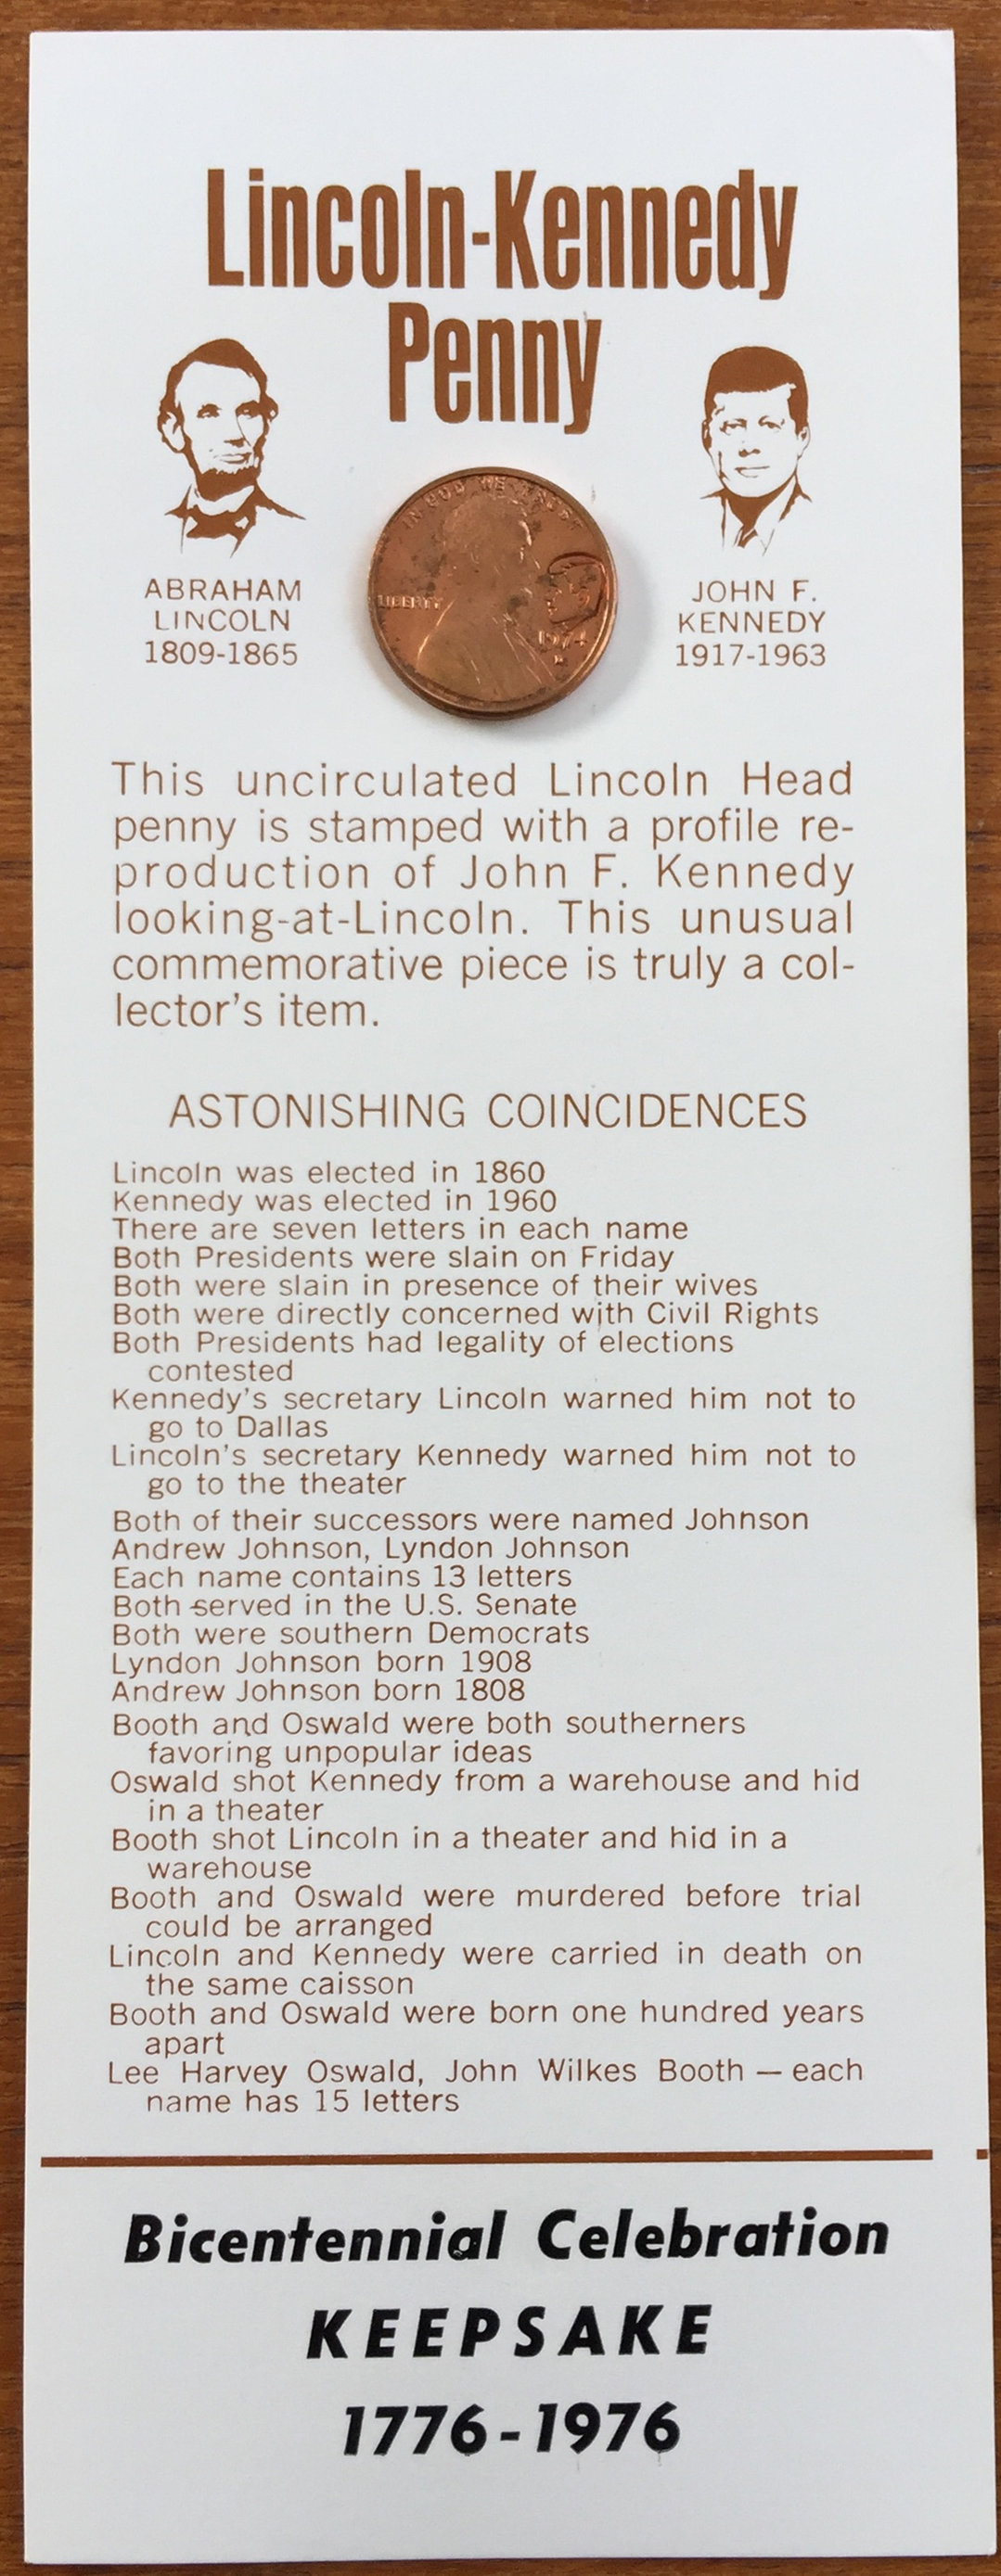 Lincoln-Kennedy
Penny
ABRAHAM
LINCOLN
1809-1865
IN GOD WE TRUST
LIBERTY
1974
D
JOHN F.
KENNEDY
1917-1963
This uncirculated Lincoln Head
penny is stamped with a profile re-
production of John F. Kennedy
looking-at-Lincoln. This unusual
commemorative piece is truly a col-
lector's item.
ASTONISHING COINCIDENCES
Lincoln was elected in 1860
Kennedy was elected in 1960
There are seven letters in each name
Both Presidents were slain on Friday
Both were slain in presence of their wives
Both were directly concerned with Civil Rights
Both Presidents had legality of elections
contested
Kennedy's secretary Lincoln warned him not to
go to Dallas
Lincoln's secretary Kennedy warned him not to
go to the theater
Both of their successors were named Johnson
Andrew Johnson, Lyndon Johnson
Each name contains 13 letters
Both served in the U.S. Senate
Both were southern Democrats
Lyndon Johnson born 1908
Andrew Johnson born 1808
Booth and Oswald were both southerners
favoring unpopular ideas
Oswald shot Kennedy from a warehouse and hid
in a theater
Booth shot Lincoln in a theater and hid in a
warehouse
Booth and Oswald were murdered before trial
could be arranged
Lincoln and Kennedy were carried in death on
the same caisson
Booth and Oswald were born one hundred years
apart
Lee Harvey Oswald, John Wilkes Booth — each
name has 15 letters
Bicentennial Celebration
KEEPSAKE
1776-1976